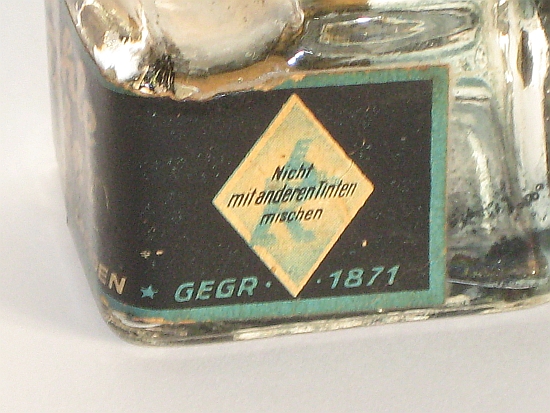 Nicht
mit anderen Tinten
mischen
EN ★ GEGR · · 1871